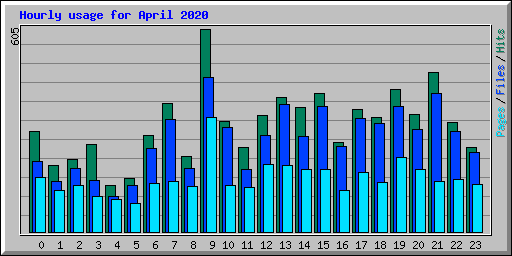 Hourly usage for April 2020
605
Pages / Files / Hits
0 1 2 3 4 5 6 7 8 9 10 11 12 13 14 15 16 17 18 19 20 21 22 23